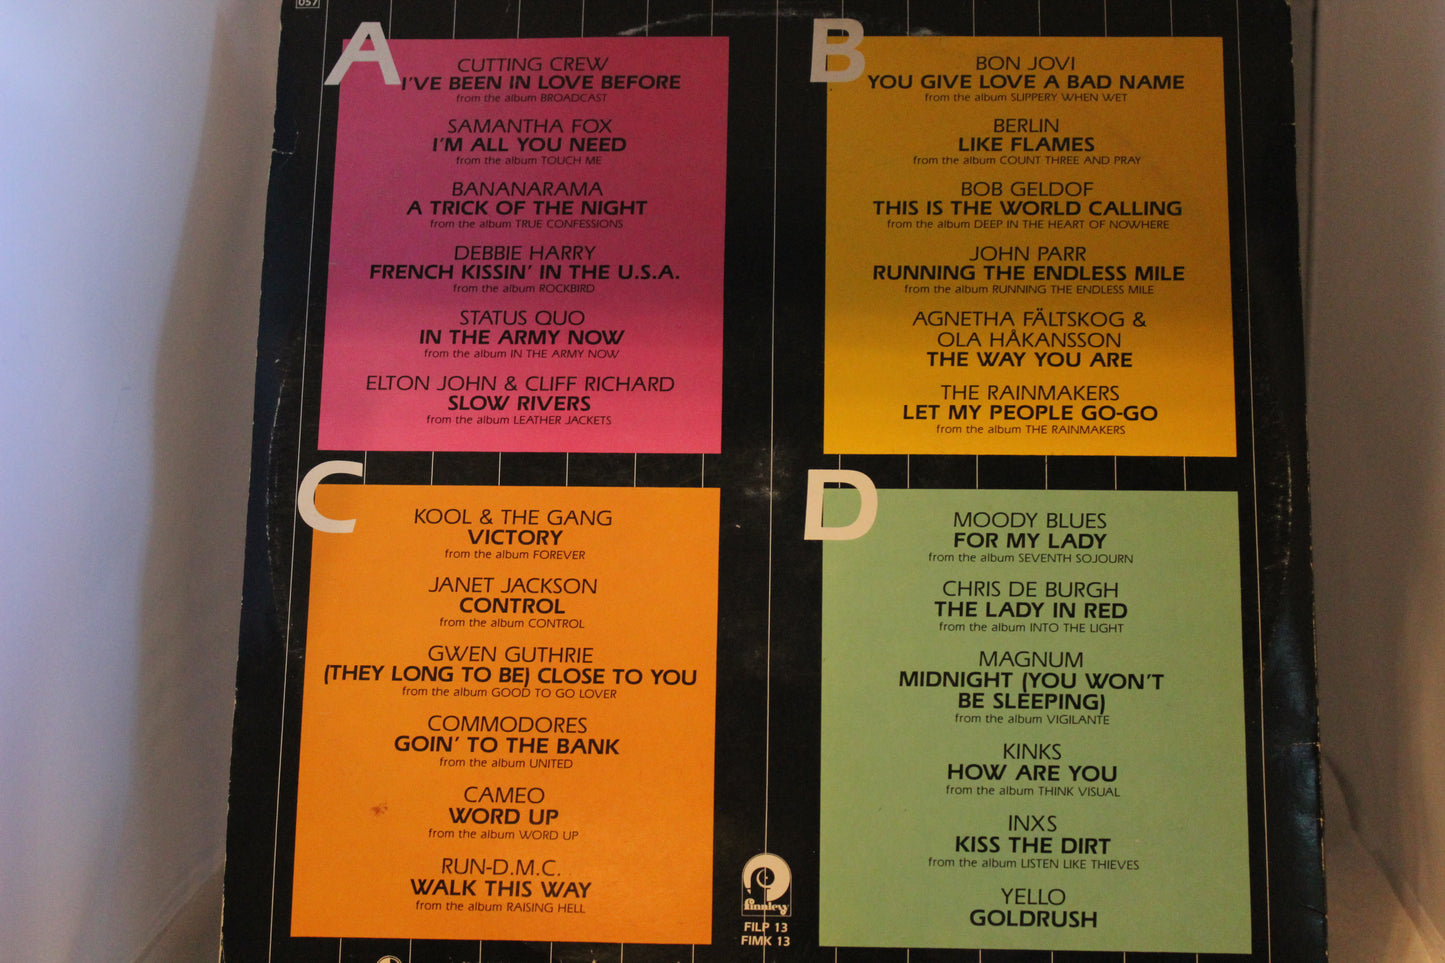 057
A
CUTTING CREW
I'VE BEEN IN LOVE BEFORE
from the album BROADCAST
SAMANTHA FOX
I'M ALL YOU NEED
from the album TOUCH ME
BANANARAMA
A TRICK OF THE NIGHT
from the album TRUE CONFESSIONS
DEBBIE HARRY
FRENCH KISSIN' IN THE U.S.A.
from the album ROCKBIRD
STATUS QUO
IN THE ARMY NOW
from the album IN THE ARMY NOW
ELTON JOHN & CLIFF RICHARD
SLOW RIVERS
from the album LEATHER JACKETS
B
BON JOVI
YOU GIVE LOVE A BAD NAME
from the album SLIPPERY WHEN WET
BERLIN
LIKE FLAMES
from the album COUNT THREE AND PRAY
BOB GELDOF
THIS IS THE WORLD CALLING
from the album DEEP IN THE HEART OF NOWHERE
JOHN PARR
RUNNING THE ENDLESS MILE
from the album RUNNING THE ENDLESS MILE
AGNETHA FÄLTSKOG &
OLA HÅKANSSON
THE WAY YOU ARE
THE RAINMAKERS
LET MY PEOPLE GO-GO
from the album THE RAINMAKERS
C
KOOL & THE GANG
VICTORY
from the album FOREVER
JANET JACKSON
CONTROL
from the album CONTROL
GWEN GUTHRIE
(THEY LONG TO BE) CLOSE TO YOU
from the album GOOD TO GO LOVER
COMMODORES
GOIN' TO THE BANK
from the album UNITED
CAMEO
WORD UP
from the album WORD UP
RUN-D.M.C.
WALK THIS WAY
from the album RAISING HELL
D
MOODY BLUES
FOR MY LADY
from the album SEVENTH SOJOURN
CHRIS DE BURGH
THE LADY IN RED
from the album INTO THE LIGHT
MAGNUM
MIDNIGHT (YOU WON'T
BE SLEEPING)
from the album VIGILANTE
KINKS
HOW ARE YOU
from the album THINK VISUAL
INXS
KISS THE DIRT
from the album LISTEN LIKE THIEVES
YELLO
GOLDRUSH
finnlevy
FILP 13
FIMK 13